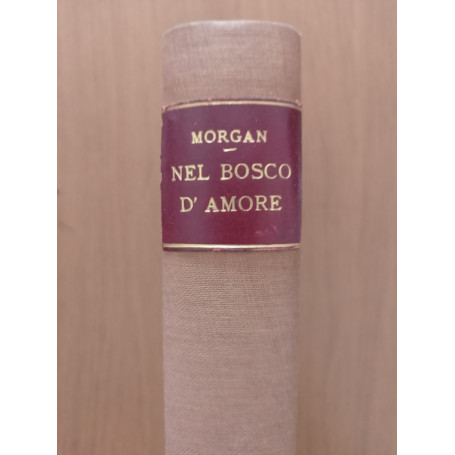 MORGAN
NEL BOSCO
D' AMORE